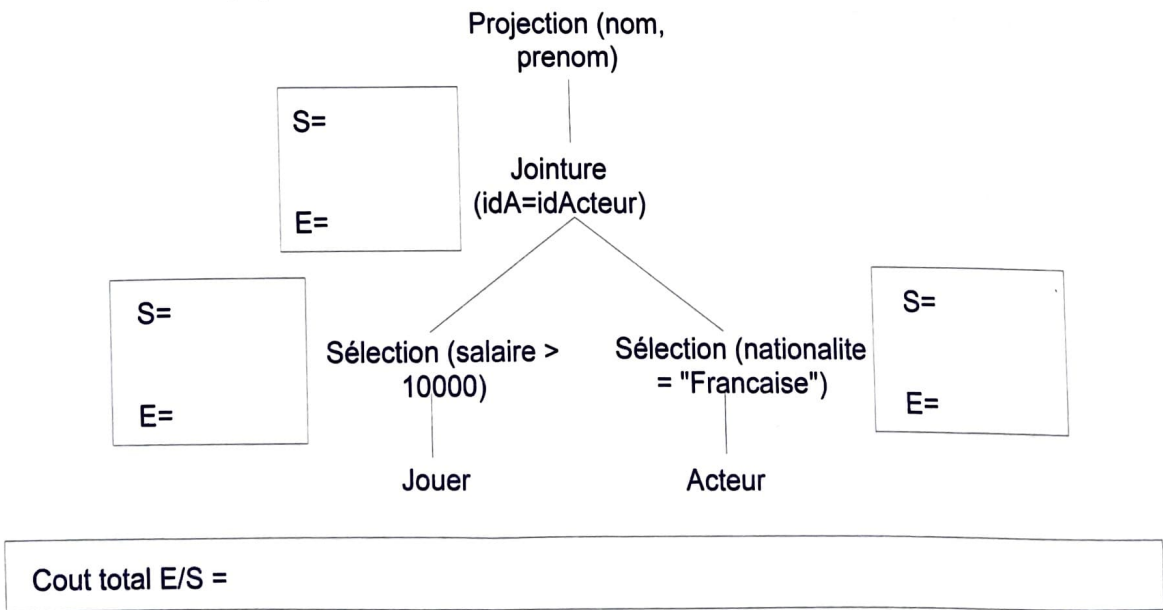 Projection (nom,
prenom)
S=
E=
Jointure
(idA=idActeur)
S=
E=
Sélection (salaire >
10000)
Sélection (nationalite
= "Francaise")
S=
E=
Jouer
Acteur
Cout total E/S =